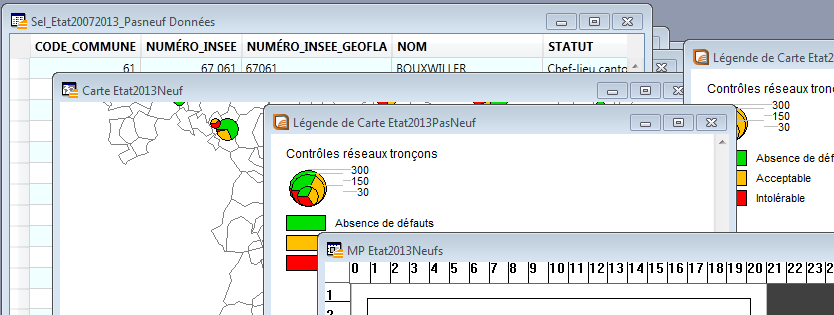 Sel_Etat20072013_Pasneuf Données
CODE_COMMUNE NUMÉRO_INSEE NUMÉRO_INSEE_GEOFLA NOM STATUT
61 67 061 67061 BOUXWILLER Chef-lieu canto
Carte Etat2013Neuf
Légende de Carte Etat2013PasNeuf
Contrôles réseaux tronçons
300
150
30
Absence de défauts
Légende de Carte Etat2013N
Contrôles réseaux tronçons
300
150
30
Absence de déf
Acceptable
Intolérable
MP Etat2013Neufs
0 1 2 3 4 5 6 7 8 9 10 11 12 13 14 15 16 17 18 19 20 21 22 23
1
2